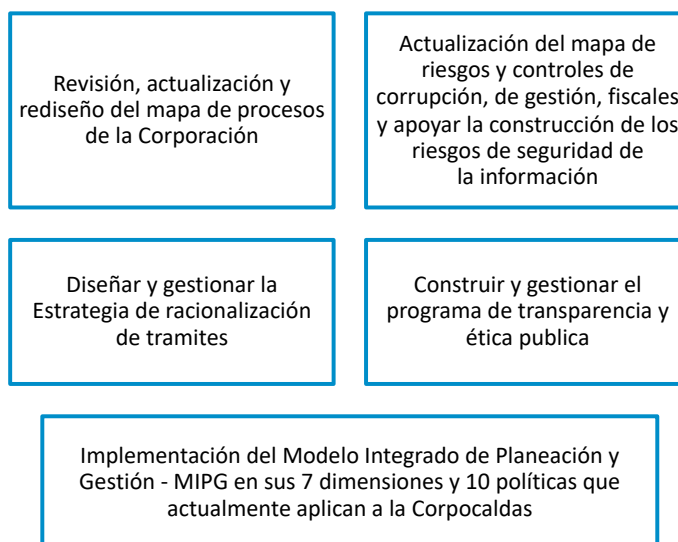 Revisión, actualización y
rediseño del mapa de procesos
de la Corporación
Actualización del mapa de
riesgos y controles de
corrupción, de gestión, fiscales
y apoyar la construcción de los
riesgos de seguridad de
la información
Diseñar y gestionar la
Estrategia de racionalización
de tramites
Construir y gestionar el
programa de transparencia y
ética publica
Implementación del Modelo Integrado de Planeación y
Gestión - MIPG en sus 7 dimensiones y 10 políticas que
actualmente aplican a la Corpocaldas